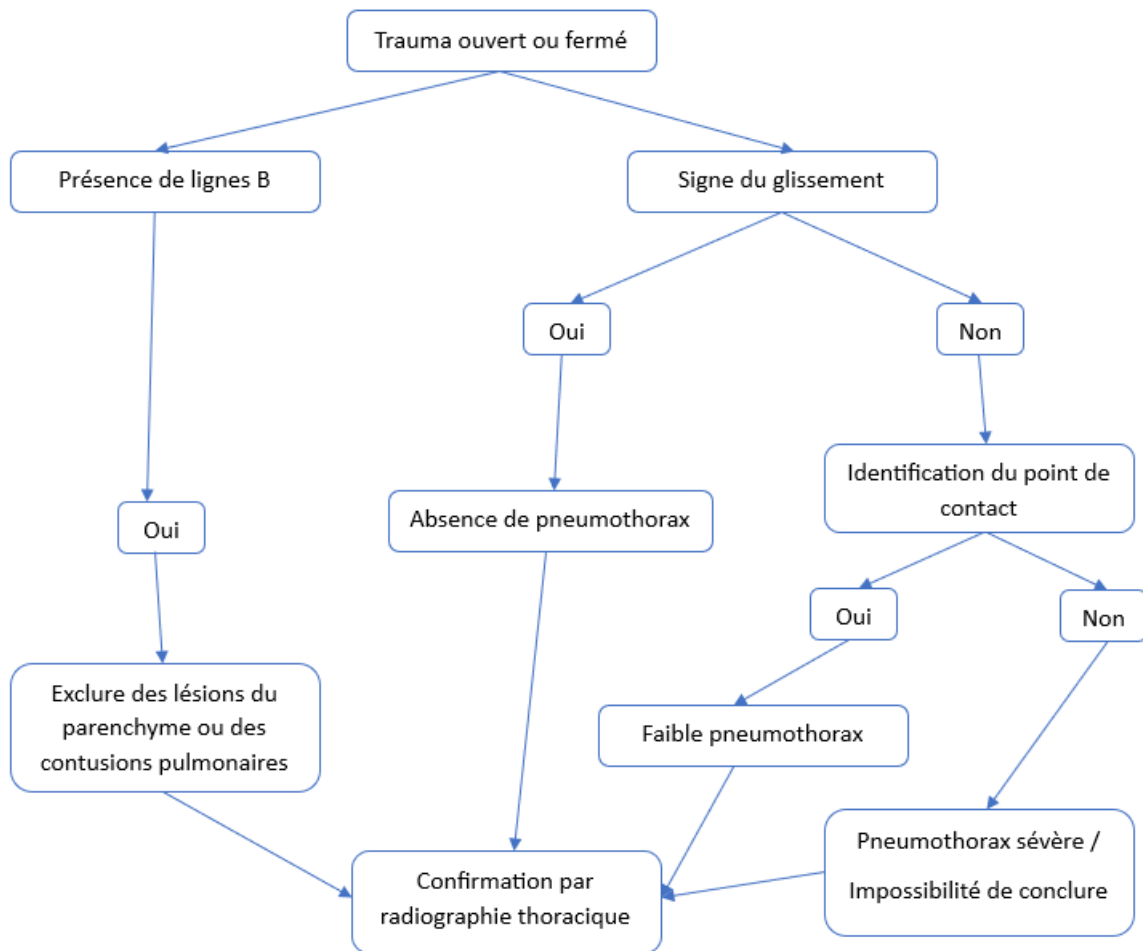 Trauma ouvert ou fermé
Présence de lignes B
Signe du glissement
Oui
Non
Identification du point de
contact
Absence de pneumothorax
Oui
Oui
Non
Exclure des lésions du
parenchyme ou des
contusions pulmonaires
Faible pneumothorax
Pneumothorax sévère /
Impossibilité de conclure
Confirmation par
radiographie thoracique